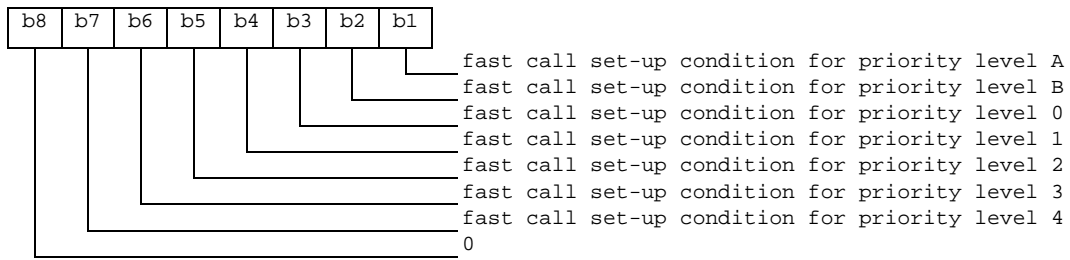 b8 b7 b6 b5 b4 b3 b2 b1
fast call set-up condition for priority level A
fast call set-up condition for priority level B
fast call set-up condition for priority level 0
fast call set-up condition for priority level 1
fast call set-up condition for priority level 2
fast call set-up condition for priority level 3
fast call set-up condition for priority level 4
0